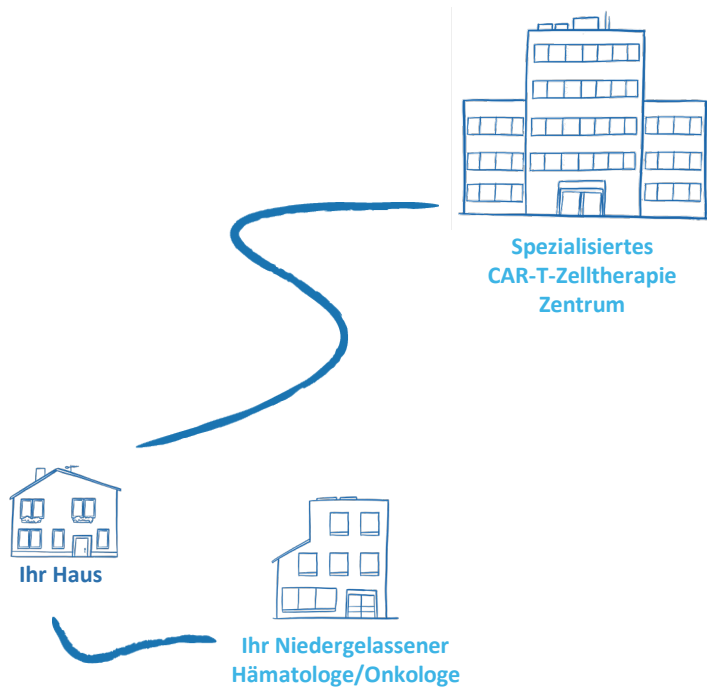 Spezialisiertes
CAR-T-Zelltherapie
Zentrum
Ihr Haus
Ihr Niedergelassener
Hämatologe/Onkologe